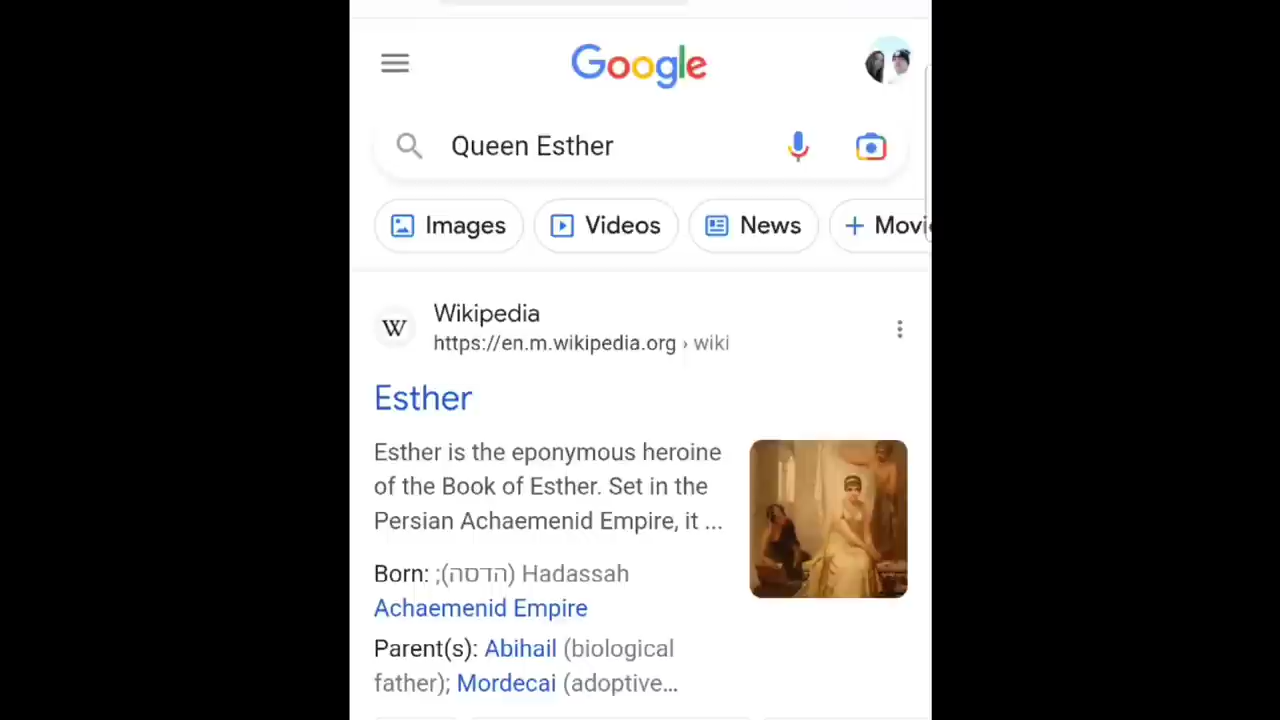 Google
Queen Esther
Images
Videos
News
+ Movi
W
Wikipedia
https://en.m.wikipedia.org › wiki
Esther
Esther is the eponymous heroine
of the Book of Esther. Set in the
Persian Achaemenid Empire, it ...
Born: ;(הדסה) Hadassah
Achaemenid Empire
Parent(s): Abihail (biological
father); Mordecai (adoptive...